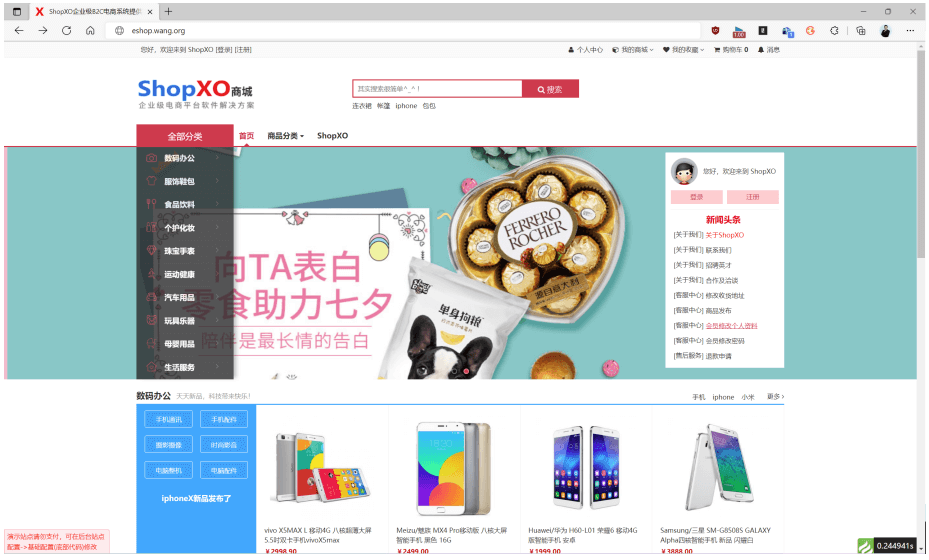 ShopXO企业级B2C电商系统提供
eshop.wang.org
1.00
您好，欢迎来到 ShopXO [登录] [注册]
个人中心 我的商城 我的收藏 购物车 0 消息
ShopXO商城
企业级电商平台软件解决方案
其实搜索很简单^_^ !
搜索
连衣裙 帐篷 iphone 包包
全部分类 首页 商品分类 ShopXO
数码办公
服饰鞋包
食品饮料
个护化妆
珠宝手表
运动健康
汽车用品
玩具乐器
母婴用品
生活服务
向TA表白
零食助力七夕
陪伴是最长情的告白
FERRERO
ROCHER
源自意大利
单身狗粮
您好，欢迎来到 ShopXO
登录 注册
新闻头条
[关于我们] 关于ShopXO
[关于我们] 联系我们
[关于我们] 招聘英才
[关于我们] 合作及洽谈
[客服中心] 修改收货地址
[客服中心] 商品发布
[客服中心] 会员修改个人资料
[客服中心] 会员修改密码
[售后服务] 退款申请
数码办公 天天新品，科技带来快乐！
手机 iphone 小米 更多
手机通讯 手机配件
摄影摄像 时尚影音
电脑整机 电脑配件
iphoneX新品发布了
vivo X5MAX L 移动4G 八核超薄大屏
5.5吋双卡手机vivoX5max
￥2998.90
Meizu/魅族 MX4 Pro移动版 八核大屏
智能手机 黑色 16G
￥2499.00
Huawei/华为 H60-L01 荣耀6 移动4G
版智能手机 安卓
￥1999.00
Samsung/三星 SM-G8508S GALAXY
Alpha四核智能手机 新品 闪耀白
￥3888.00
演示站点请勿支付，可在后台站点
配置->基础配置(底部代码)修改
0.244941s